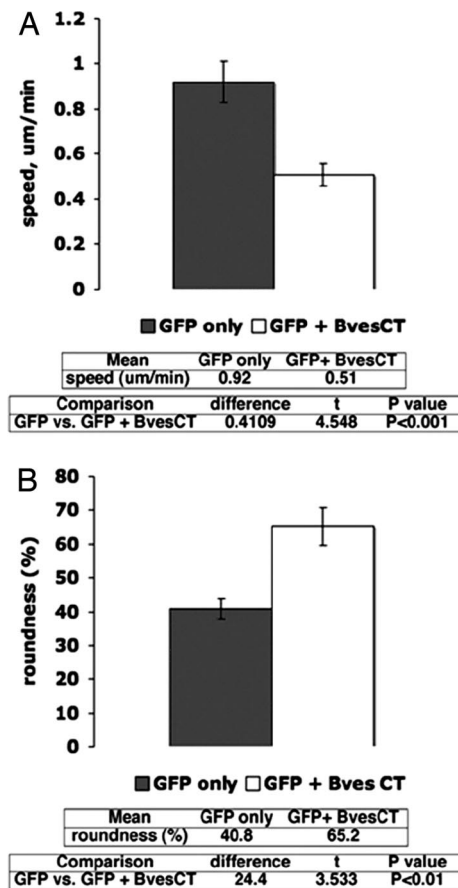 A
1.2
1
0.8
0.6
0.4
0.2
0
speed, um/min
GFP only GFP + BvesCT
Mean GFP only GFP+ BvesCT
speed (um/min) 0.92 0.51
Comparison difference t P value
GFP vs. GFP + BvesCT 0.4109 4.548 P<0.001
B
80
70
60
50
40
30
20
10
0
roundness (%)
GFP only GFP + Bves CT
Mean GFP only GFP+ BvesCT
roundness (%) 40.8 65.2
Comparison difference t P value
GFP vs. GFP + BvesCT 24.4 3.533 P<0.01